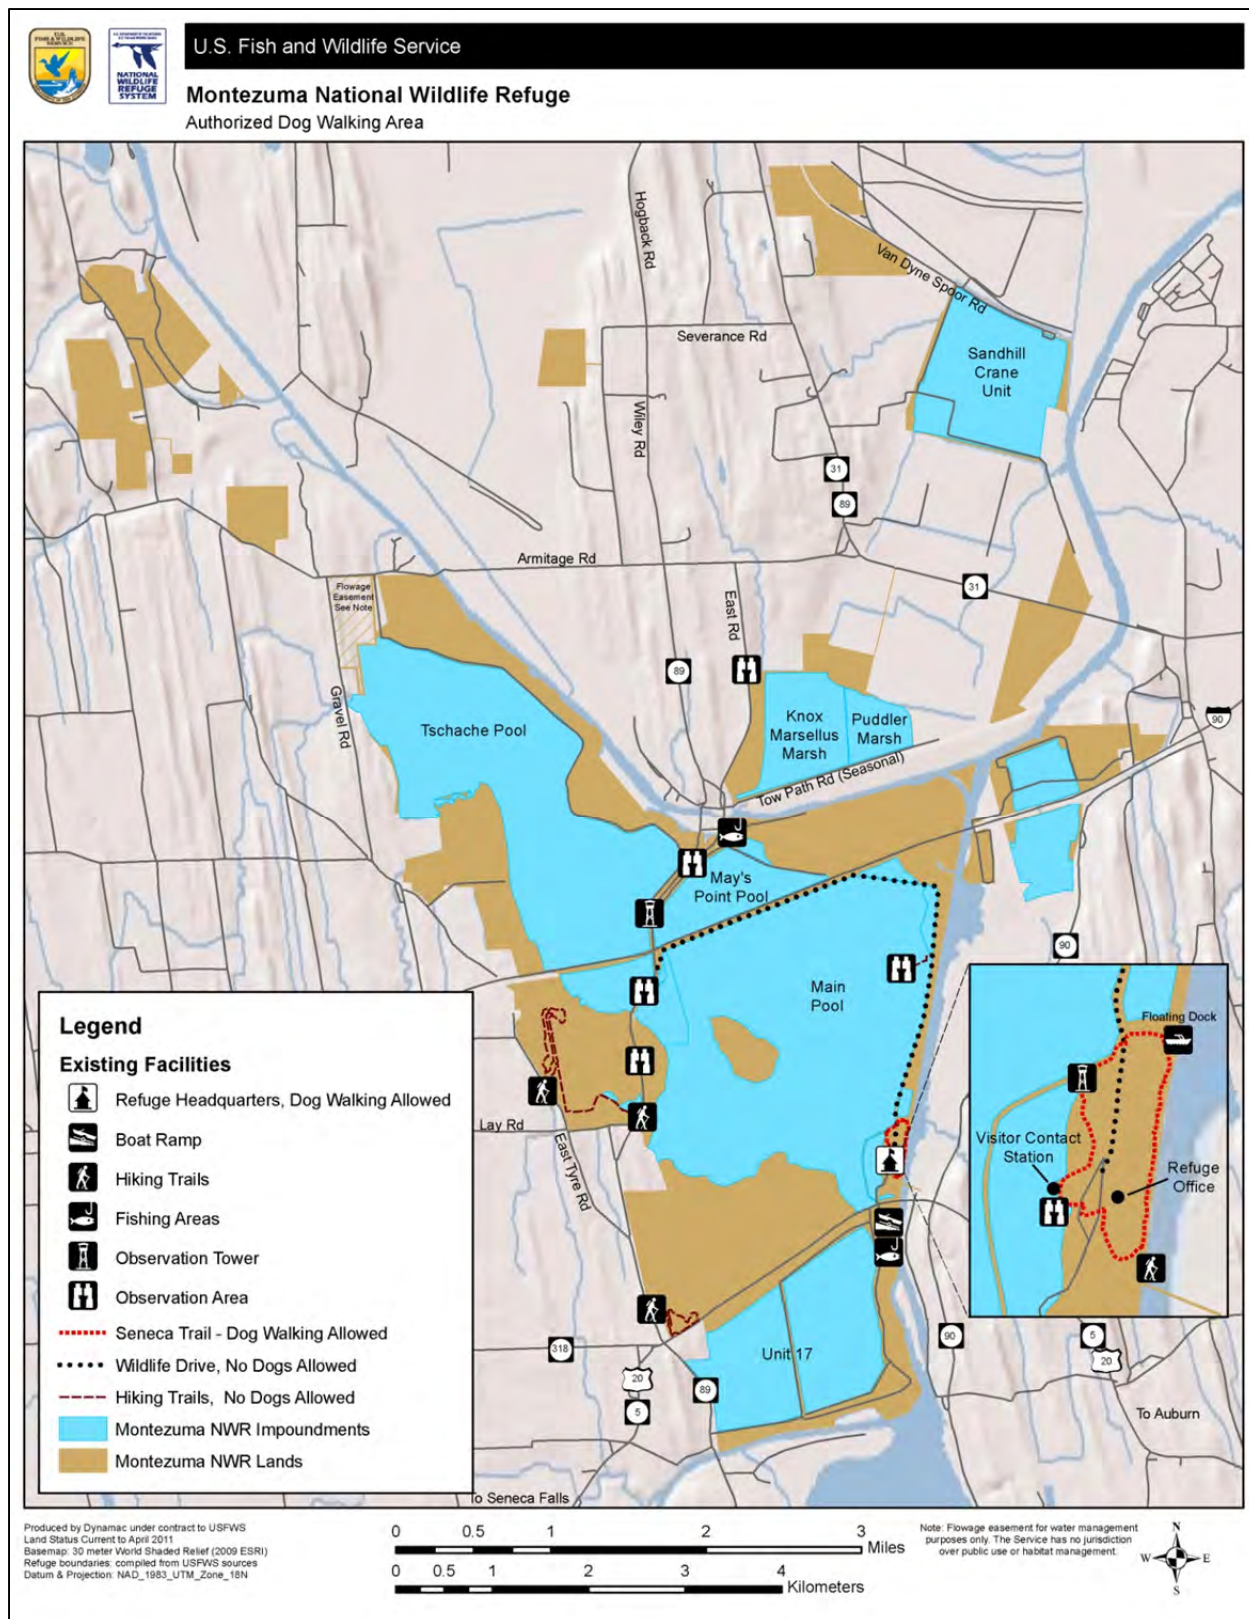 U.S.
FISH & WILDLIFE
SERVICE
NATIONAL
WILDLIFE
REFUGE
SYSTEM
U.S. Fish and Wildlife Service
Montezuma National Wildlife Refuge
Authorized Dog Walking Area
Hogback Rd
Van Dyne Spoor Rd
Severance Rd
Sandhill
Crane
Unit
Wiley Rd
31
89
Armitage Rd
31
Flowage
Easement
See Note
East Rd
89
Gravel Rd
Tschache Pool
Knox
Marsellus
Marsh
Puddler
Marsh
90
Tow Path Rd (Seasonal)
May's
Point Pool
90
Main
Pool
Floating Dock
Visitor Contact
Station
Refuge
Office
Lay Rd
East Tyre Rd
318
Unit 17
90
5
20
20
89
5
To Auburn
To Seneca Falls
Legend
Existing Facilities
Refuge Headquarters, Dog Walking Allowed
Boat Ramp
Hiking Trails
Fishing Areas
Observation Tower
Observation Area
Seneca Trail - Dog Walking Allowed
Wildlife Drive, No Dogs Allowed
Hiking Trails, No Dogs Allowed
Montezuma NWR Impoundments
Montezuma NWR Lands
Produced by Dynamac under contract to USFWS
Land Status Current to April 2011
Basemap: 30 meter World Shaded Relief (2009 ESRI)
Refuge boundaries: compiled from USFWS sources
Datum & Projection: NAD_1983_UTM_Zone_18N
0 0.5 1 2 3
Miles
0 0.5 1 2 3 4
Kilometers
Note: Flowage easement for water management
purposes only. The Service has no jurisdiction
over public use or habitat management.
N
W E
S